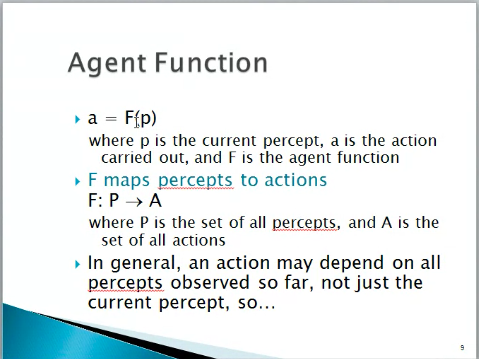 Agent Function
a = F(p)
where p is the current percept, a is the action
carried out, and F is the agent function
F maps percepts to actions
F: P → A
where P is the set of all percepts, and A is the
set of all actions
In general, an action may depend on all
percepts observed so far, not just the
current percept, so...
9